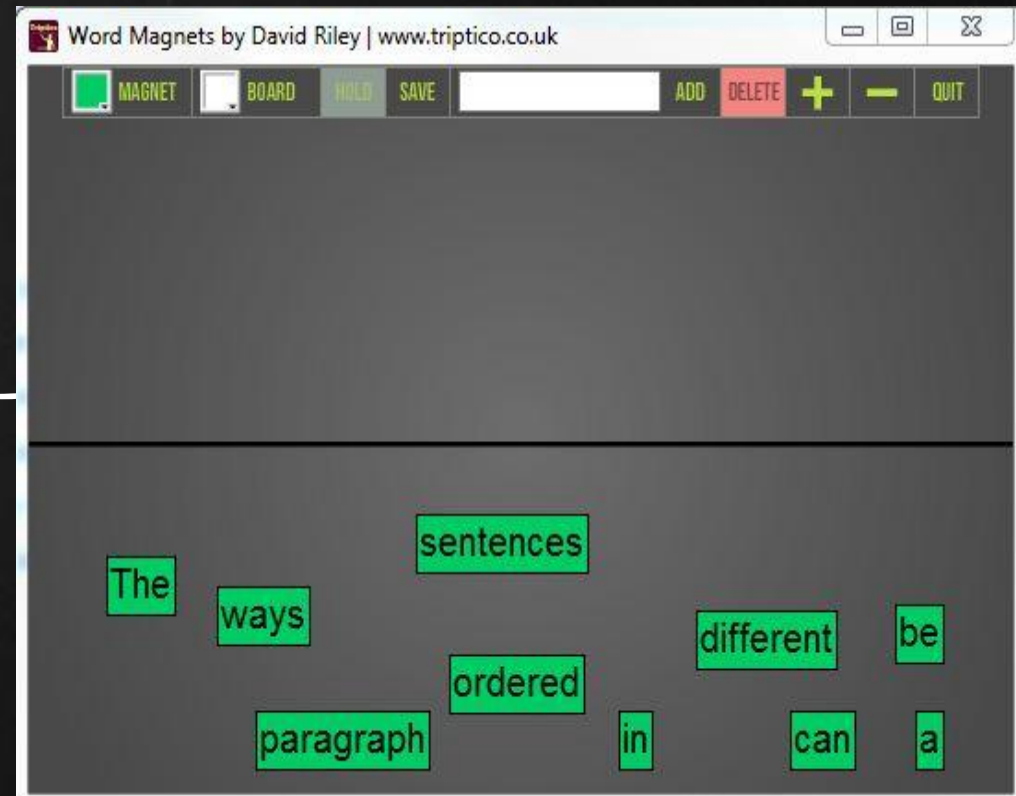 Word Magnets by David Riley | www.triptico.co.uk
MAGNET BOARD HOLD SAVE ADD DELETE + − QUIT
sentences
The
ways
different
be
ordered
paragraph
in
can
a